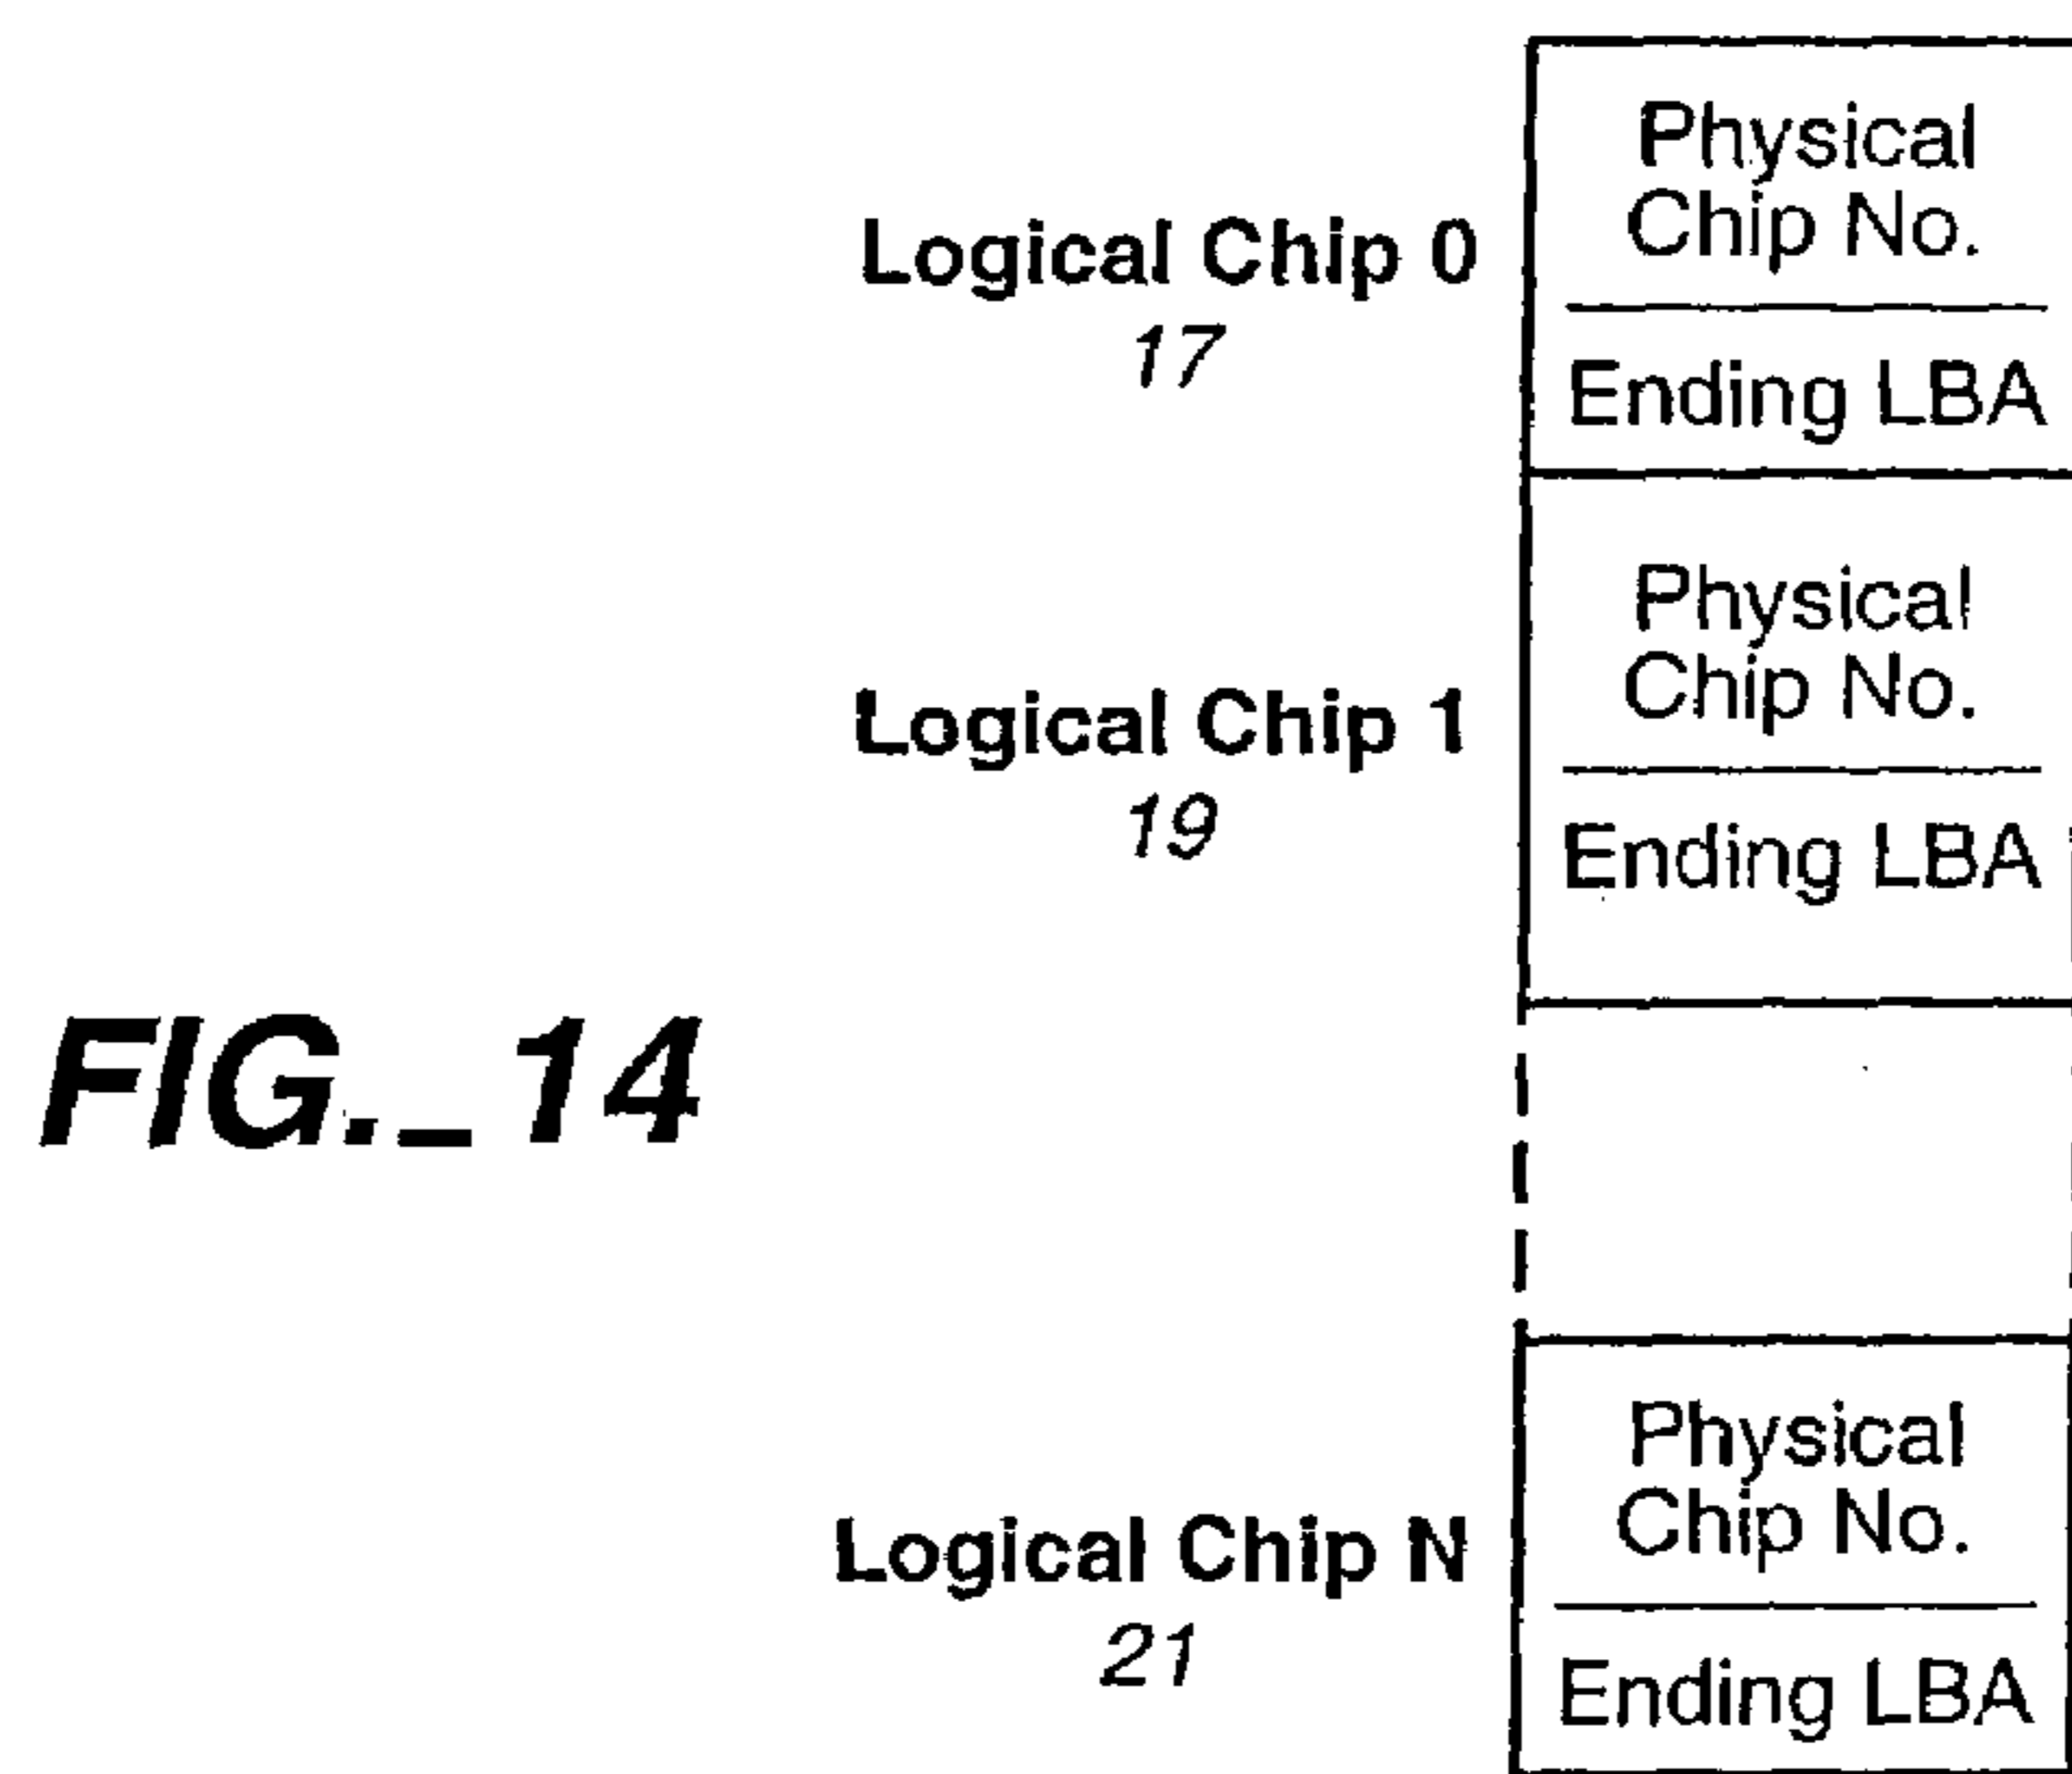 Physical
Chip No.
Logical Chip 0
17
Ending LBA
Physical
Chip No.
Logical Chip 1
19
Ending LBA
FIG._14
Physical
Chip No.
Logical Chip N
21
Ending LBA